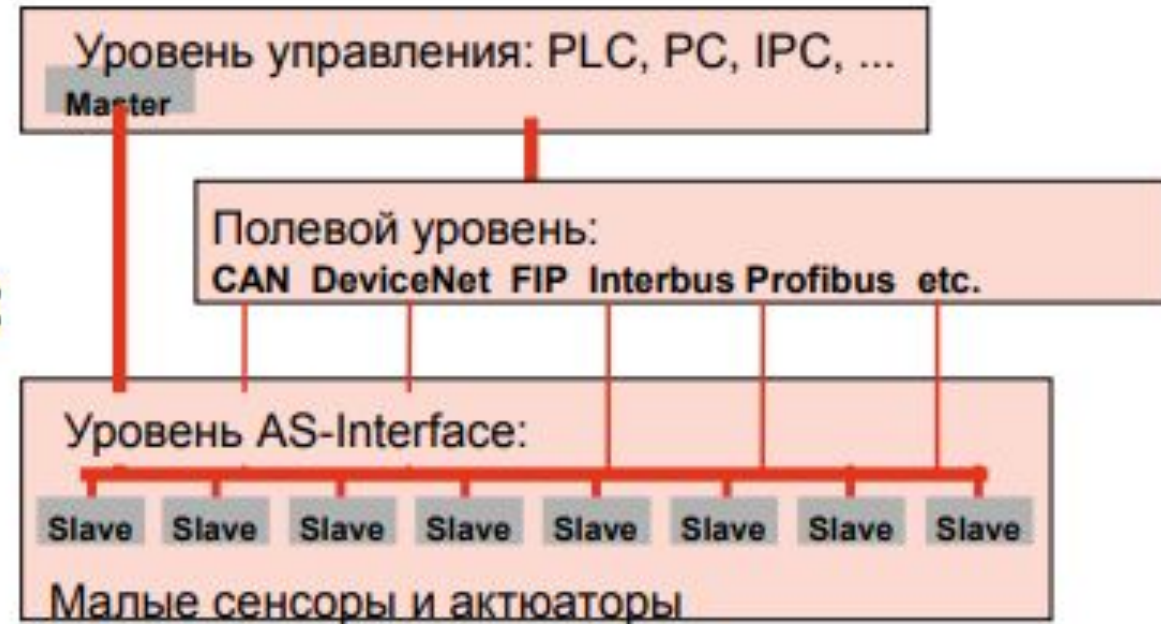 Уровень управления: PLC, PC, IPC, ...
Master
Полевой уровень:
CAN DeviceNet FIP Interbus Profibus etc.
Уровень AS-Interface:
Slave Slave Slave Slave Slave Slave Slave Slave
Малые сенсоры и актюаторы